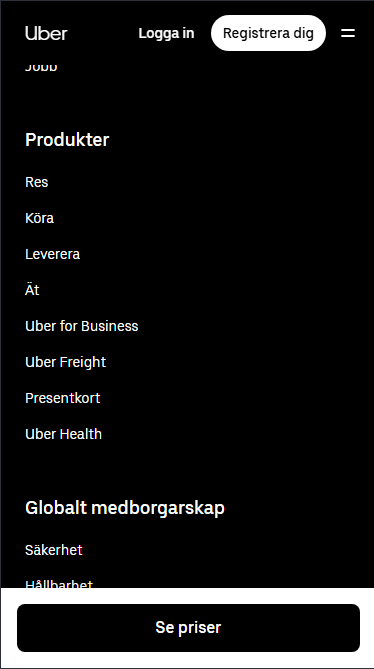 Uber
Logga in
Registrera dig
Jobb
Produkter
Res
Köra
Leverera
Ät
Uber for Business
Uber Freight
Presentkort
Uber Health
Globalt medborgarskap
Säkerhet
Hållbarhet
Se priser